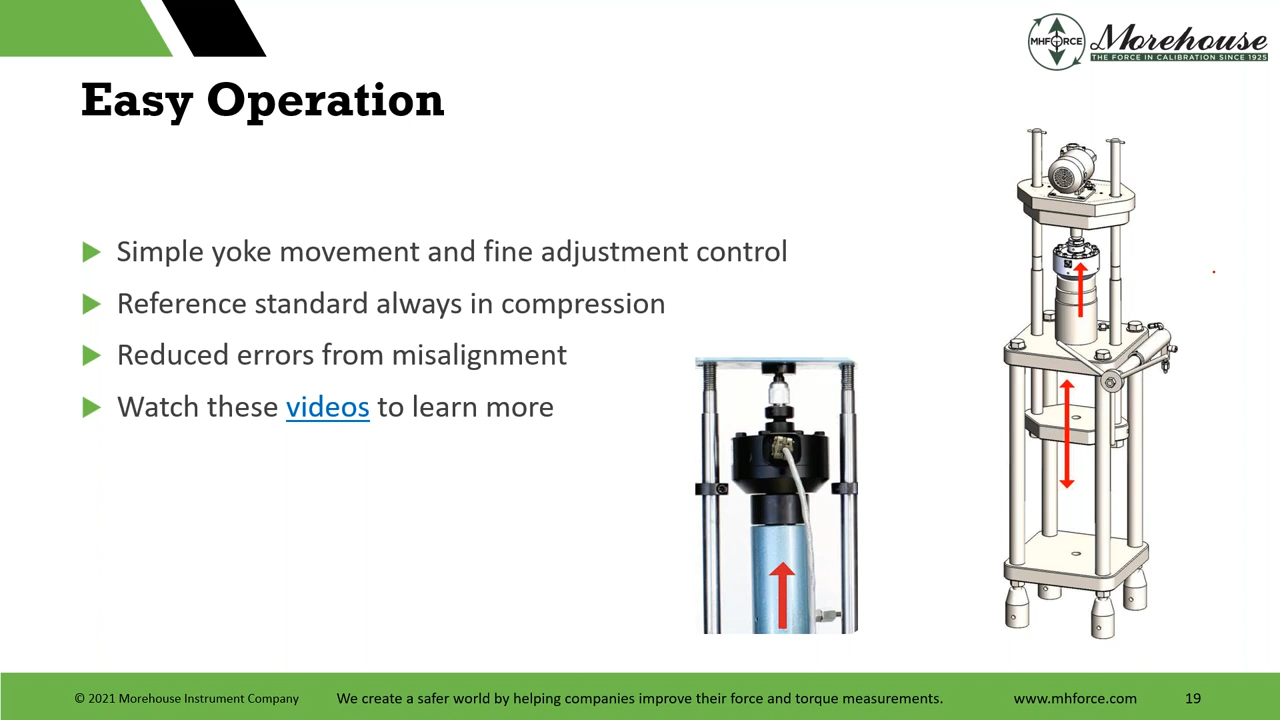 MHFORCE
Morehouse
THE FORCE IN CALIBRATION SINCE 1925
Easy Operation
Simple yoke movement and fine adjustment control
Reference standard always in compression
Reduced errors from misalignment
Watch these videos to learn more
© 2021 Morehouse Instrument Company
We create a safer world by helping companies improve their force and torque measurements.
www.mhforce.com
19